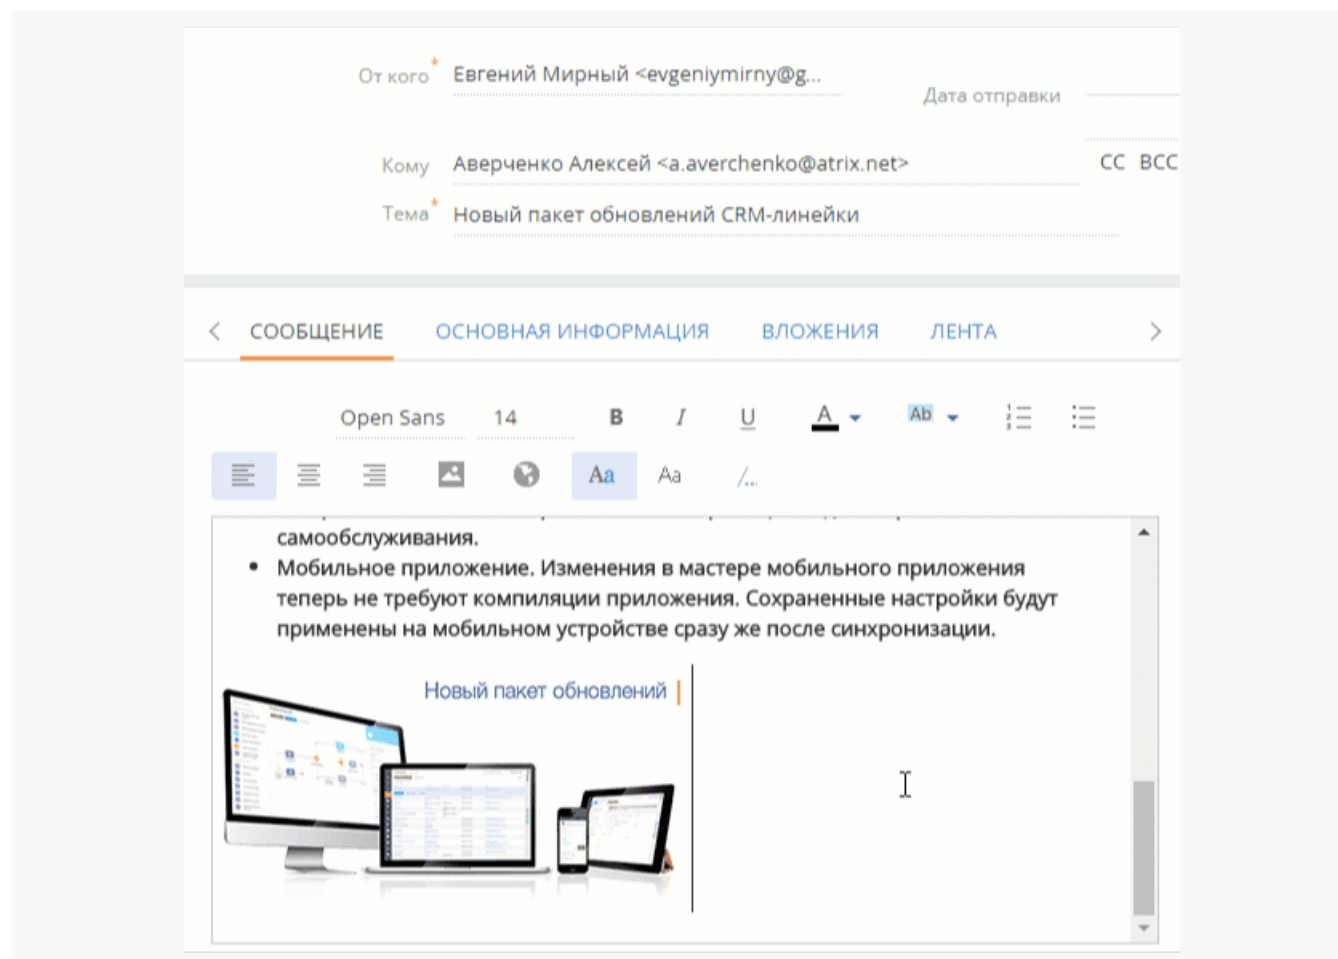 От кого*
Евгений Мирный <evgeniymirny@g...
Дата отправки
Кому
Аверченко Алексей <a.averchenko@atrix.net>
CC BCC
Тема*
Новый пакет обновлений CRM-линейки
СООБЩЕНИЕ ОСНОВНАЯ ИНФОРМАЦИЯ ВЛОЖЕНИЯ ЛЕНТА
Open Sans 14 B I U A Ab
Aa Aa /...
самообслуживания.
• Мобильное приложение. Изменения в мастере мобильного приложения
теперь не требуют компиляции приложения. Сохраненные настройки будут
применены на мобильном устройстве сразу же после синхронизации.
Новый пакет обновлений